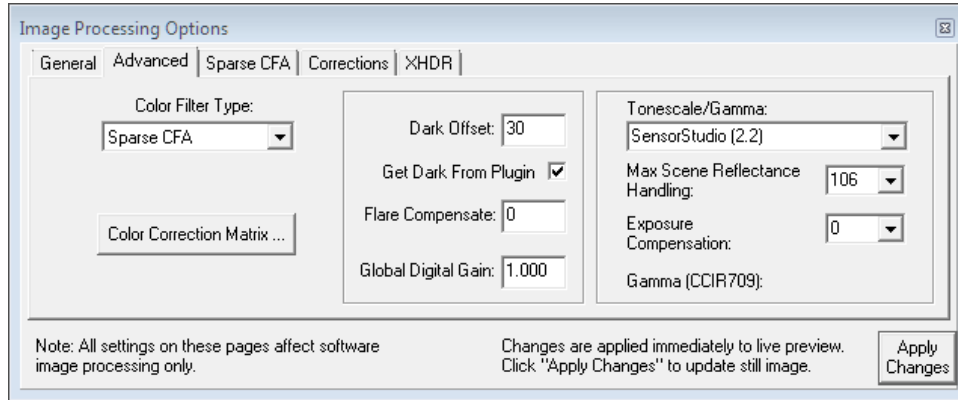 Image Processing Options
General
Advanced
Sparse CFA
Corrections
XHDR
Color Filter Type:
Sparse CFA
Color Correction Matrix ...
Dark Offset: 30
Get Dark From Plugin
Flare Compensate: 0
Global Digital Gain: 1.000
Tonescale/Gamma:
SensorStudio (2.2)
Max Scene Reflectance
Handling:
106
Exposure
Compensation:
0
Gamma (CCIR709):
Note: All settings on these pages affect software
image processing only.
Changes are applied immediately to live preview.
Click "Apply Changes" to update still image.
Apply
Changes